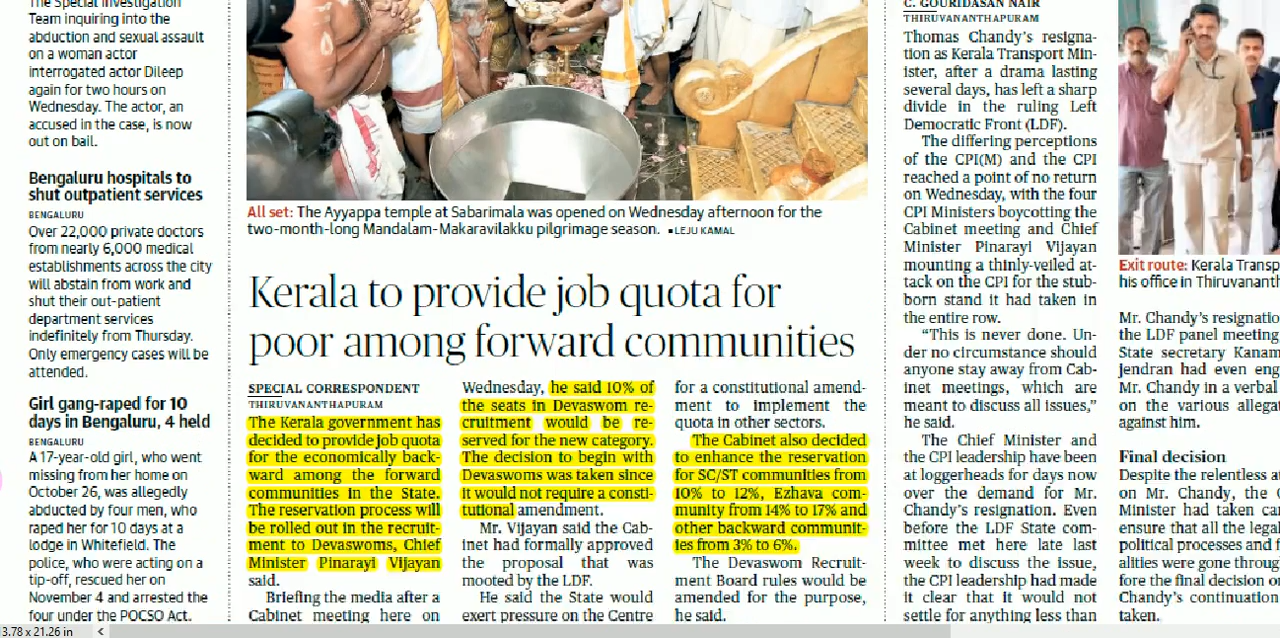 The Special Investigation
Team inquiring into the
abduction and sexual assault
on a woman actor
interrogated actor Dileep
again for two hours on
Wednesday. The actor, an
accused in the case, is now
out on bail.
Bengaluru hospitals to
shut outpatient services
BENGALURU
Over 22,000 private doctors
from nearly 6,000 medical
establishments across the city
will abstain from work and
shut their out-patient
department services
indefinitely from Thursday.
Only emergency cases will be
attended.
Girl gang-raped for 10
days in Bengaluru, 4 held
BENGALURU
A 17-year-old girl, who went
missing from her home on
October 26, was allegedly
abducted by four men, who
raped her for 10 days at a
lodge in Whitefield. The
police, who were acting on a
tip-off, rescued her on
November 4 and arrested the
four under the POCSO Act.
All set: The Ayyappa temple at Sabarimala was opened on Wednesday afternoon for the
two-month-long Mandalam-Makaravilakku pilgrimage season. ■ LEJU KAMAL
Kerala to provide job quota for
poor among forward communities
SPECIAL CORRESPONDENT
THIRUVANANTHAPURAM
The Kerala government has
decided to provide job quota
for the economically back-
ward among the forward
communities in the State.
The reservation process will
be rolled out in the recruit-
ment to Devaswoms, Chief
Minister Pinarayi Vijayan
said.
Briefing the media after a
Cabinet meeting here on
Wednesday, he said 10% of
the seats in Devaswom re-
cruitment would be re-
served for the new category.
The decision to begin with
Devaswoms was taken since
it would not require a consti-
tutional amendment.
Mr. Vijayan said the Cab-
inet had formally approved
the proposal that was
mooted by the LDF.
He said the State would
exert pressure on the Centre
for a constitutional amend-
ment to implement the
quota in other sectors.
The Cabinet also decided
to enhance the reservation
for SC/ST communities from
10% to 12%, Ezhava com-
munity from 14% to 17% and
other backward communit-
ies from 3% to 6%.
The Devaswom Recruit-
ment Board rules would be
amended for the purpose,
he said.
C. GOURIDASAN NAIR
THIRUVANANTHAPURAM
Thomas Chandy's resigna-
tion as Kerala Transport Min-
ister, after a drama lasting
several days, has left a sharp
divide in the ruling Left
Democratic Front (LDF).
The differing perceptions
of the CPI(M) and the CPI
reached a point of no return
on Wednesday, with the four
CPI Ministers boycotting the
Cabinet meeting and Chief
Minister Pinarayi Vijayan
mounting a thinly-veiled at-
tack on the CPI for the stub-
born stand it had taken in
the entire row.
"This is never done. Un-
der no circumstance should
anyone stay away from Cab-
inet meetings, which are
meant to discuss all issues,"
he said.
The Chief Minister and
the CPI leadership have been
at loggerheads for days now
over the demand for Mr.
Chandy's resignation. Even
before the LDF State com-
mittee met here late last
week to discuss the issue,
the CPI leadership had made
it clear that it would not
settle for anything less than
Exit route: Kerala Transp
his office in Thiruvananth
Mr. Chandy's resignatio
the LDF panel meeting
State secretary Kanam
jendran had even eng
Mr. Chandy in a verbal
on the various allegat
against him.
Final decision
Despite the relentless a
on Mr. Chandy, the C
Minister had taken car
ensure that all the legal
political processes and f
alities were gone throug
fore the final decision o
Chandy's continuation
taken.
3.78 x 21.26 in